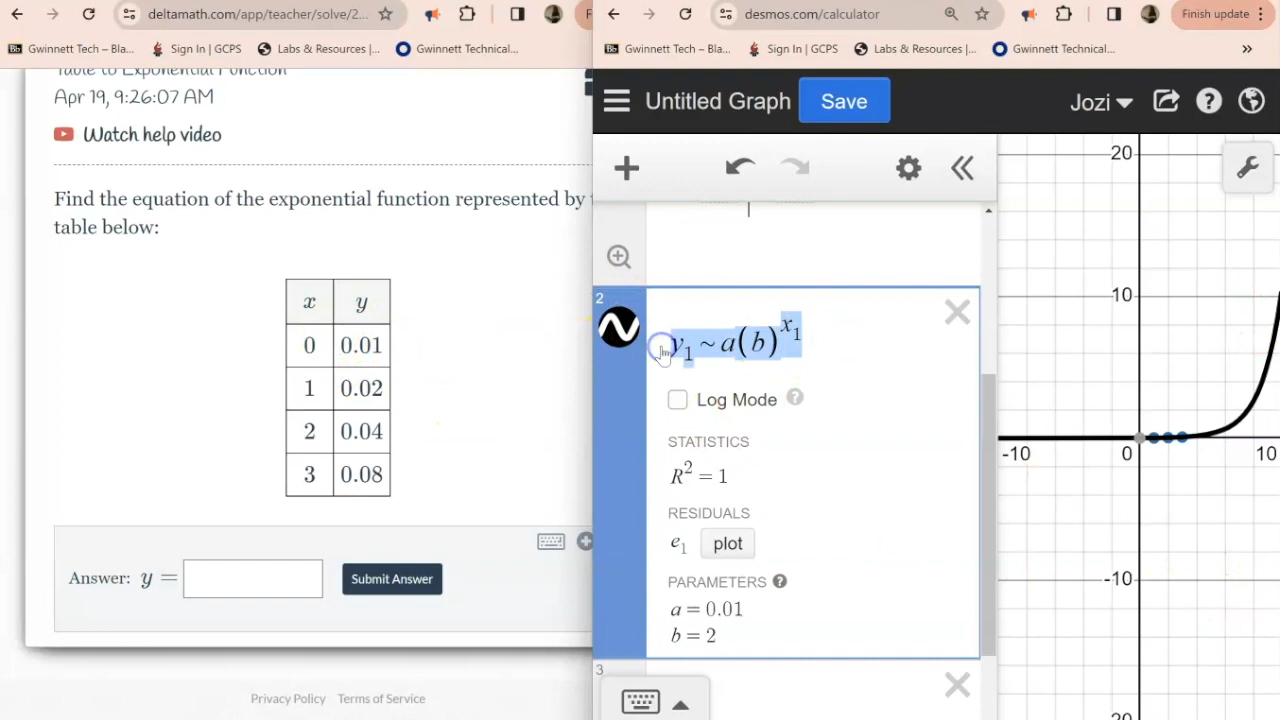 deltamath.com/app/teacher/solve/2...
Gwinnett Tech – Bla...
Sign In | GCPS
Labs & Resources |...
Gwinnett Technical...
Table to Exponential Function
Apr 19, 9:26:07 AM
Watch help video
Find the equation of the exponential function represented by
table below:
x y
0 0.01
1 0.02
2 0.04
3 0.08
Answer: y =
Submit Answer
Privacy Policy Terms of Service
desmos.com/calculator
Finish update
Gwinnett Tech – Bla...
Sign In | GCPS
Labs & Resources |...
Gwinnett Technical...
Untitled Graph
Save
Jozi
2
y₁ ~ a(b)^x₁
Log Mode
STATISTICS
R² = 1
RESIDUALS
e₁ plot
PARAMETERS
a = 0.01
b = 2
3
20
10
-10
0
10
-10